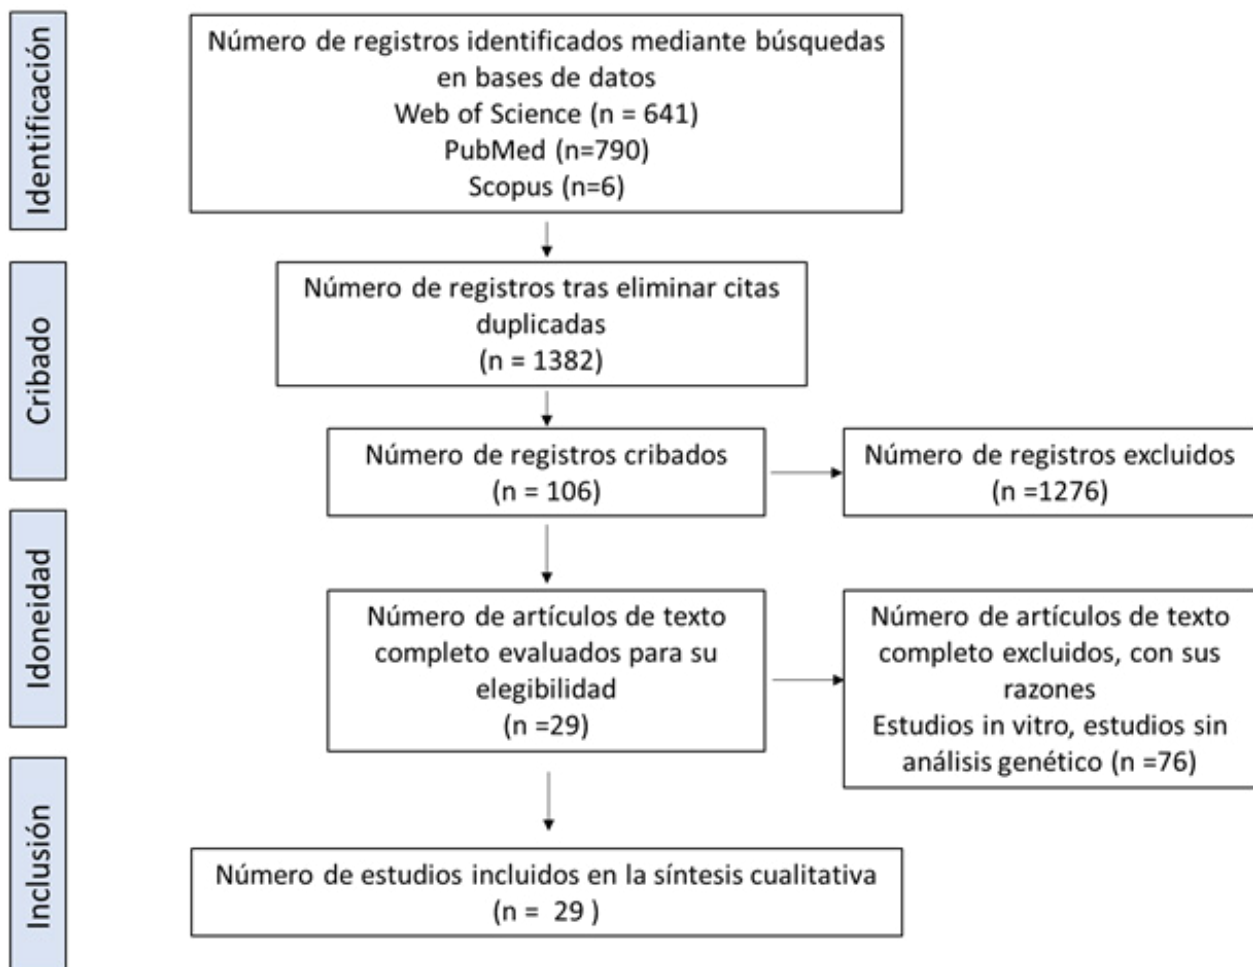 Identificación
Número de registros identificados mediante búsquedas
en bases de datos
Web of Science (n = 641)
PubMed (n=790)
Scopus (n=6)
Cribado
Número de registros tras eliminar citas
duplicadas
(n = 1382)
Número de registros cribados
(n = 106)
Número de registros excluidos
(n =1276)
Idoneidad
Número de artículos de texto
completo evaluados para su
elegibilidad
(n =29)
Número de artículos de texto
completo excluidos, con sus
razones
Estudios in vitro, estudios sin
análisis genético (n =76)
Inclusión
Número de estudios incluidos en la síntesis cualitativa
(n =  29 )